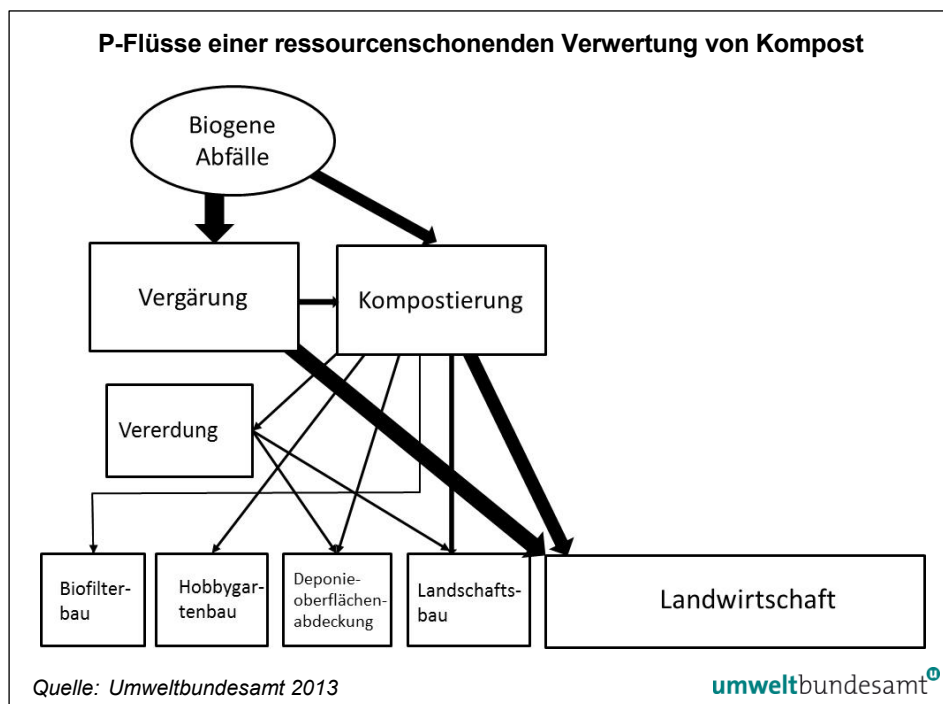 P-Flüsse einer ressourcenschonenden Verwertung von Kompost
Biogene
Abfälle
Vergärung
Kompostierung
Vererdung
Biofilter-
bau
Hobbygar-
tenbau
Deponie-
oberflächen-
abdeckung
Landschafts-
bau
Landwirtschaft
Quelle: Umweltbundesamt 2013
umweltbundesamt
u